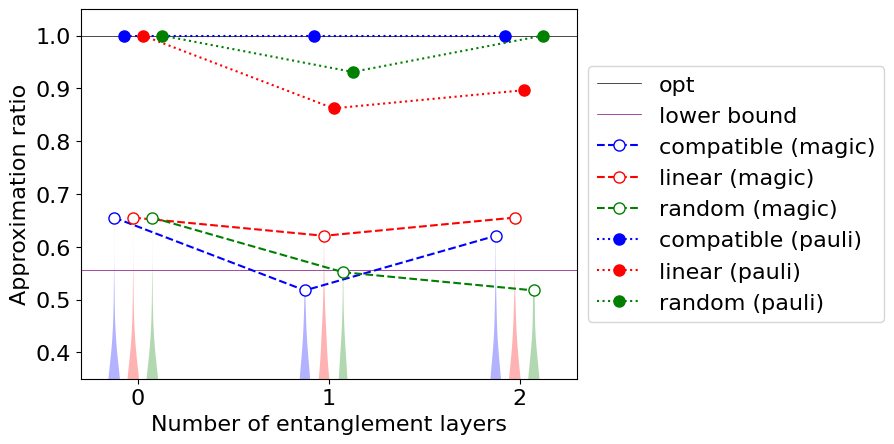 1.0
0.9
0.8
0.7
0.6
0.5
0.4
Approximation ratio
0 1 2
Number of entanglement layers
opt
lower bound
compatible (magic)
linear (magic)
random (magic)
compatible (pauli)
linear (pauli)
random (pauli)